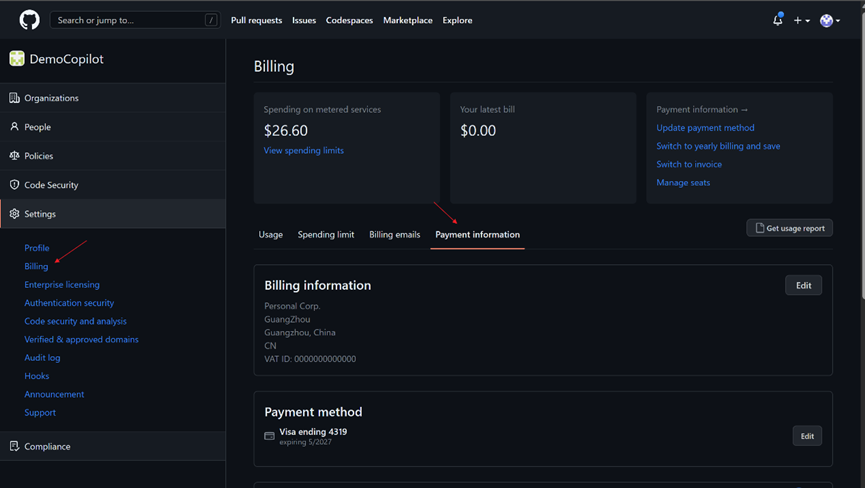 Search or jump to... /
Pull requests Issues Codespaces Marketplace Explore
DemoCopilot
Organizations
People
Policies
Code Security
Settings
Profile
Billing
Enterprise licensing
Authentication security
Code security and analysis
Verified & approved domains
Audit log
Hooks
Announcement
Support
Compliance
Billing
Spending on metered services
$26.60
View spending limits
Your latest bill
$0.00
Payment information →
Update payment method
Switch to yearly billing and save
Switch to invoice
Manage seats
Usage Spending limit Billing emails Payment information
Get usage report
Billing information
Edit
Personal Corp.
GuangZhou
Guangzhou, China
CN
VAT ID: 0000000000000
Payment method
Visa ending 4319
expiring 5/2027
Edit